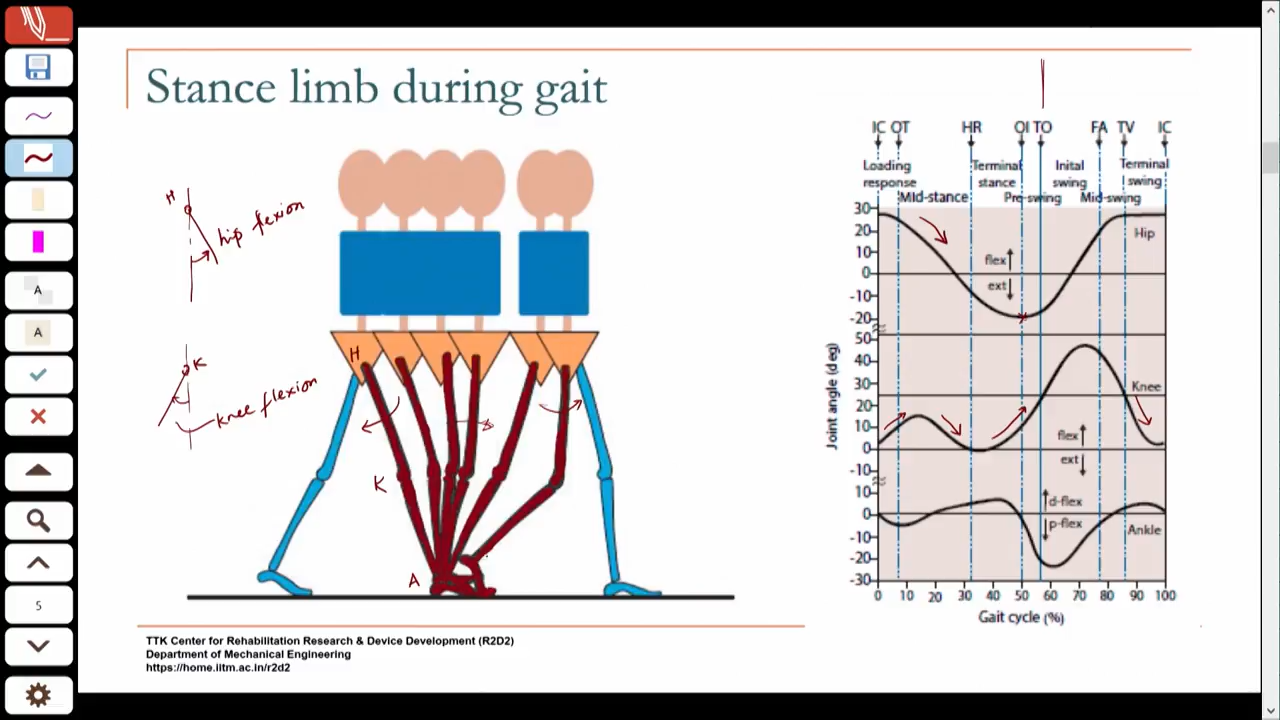 Stance limb during gait
H
hip flexion
K
knee flexion
H
K
A
IC OT HR OI TO FA TV IC
Loading response
Mid-stance
Terminal stance
Pre-swing
Inital swing
Mid-swing
Terminal swing
30
20
10
0
-10
-20
Hip
flex
ext
50
40
30
20
10
0
-10
Knee
flex
ext
10
0
-10
-20
-30
d-flex
p-flex
Ankle
Joint angle (deg)
0 10 20 30 40 50 60 70 80 90 100
Gait cycle (%)
TTK Center for Rehabilitation Research & Device Development (R2D2)
Department of Mechanical Engineering
https://home.iitm.ac.in/r2d2
A
A
5